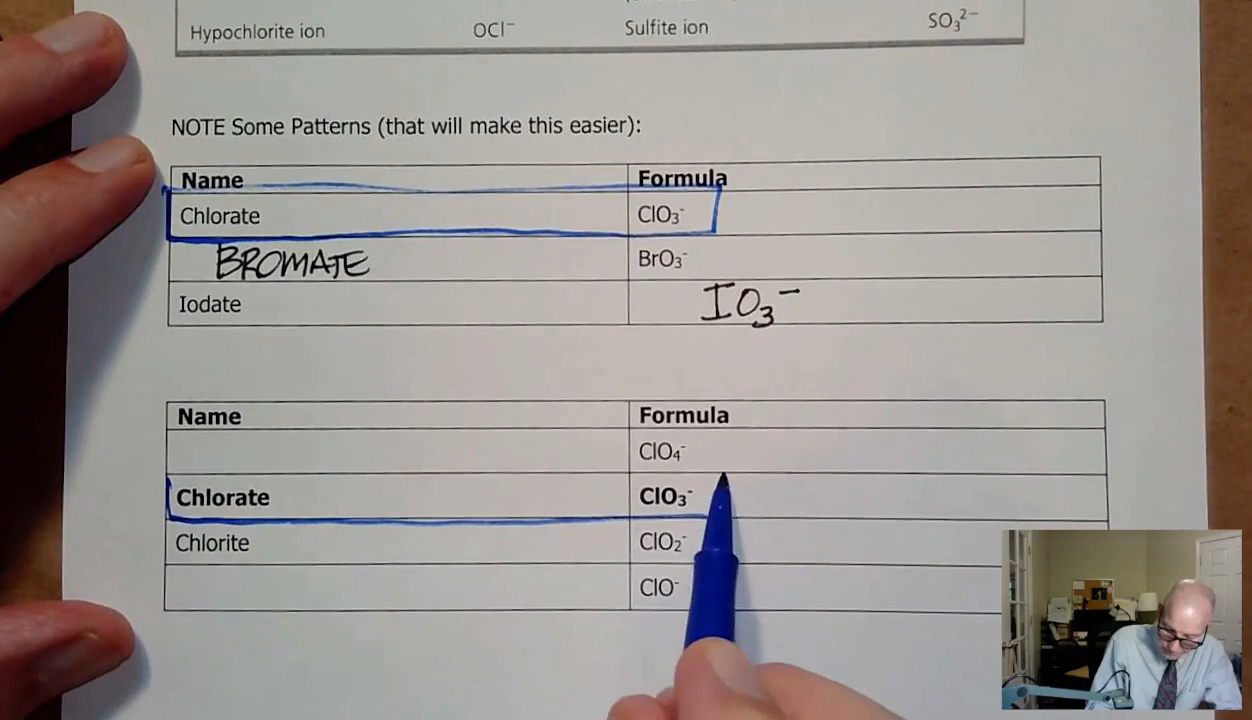 Hypochlorite ion OCl⁻ Sulfite ion SO₃²⁻
NOTE Some Patterns (that will make this easier):
Name Formula
Chlorate ClO₃⁻
BROMATE BrO₃⁻
Iodate IO₃⁻
Name Formula
ClO₄⁻
Chlorate ClO₃⁻
Chlorite ClO₂⁻
ClO⁻